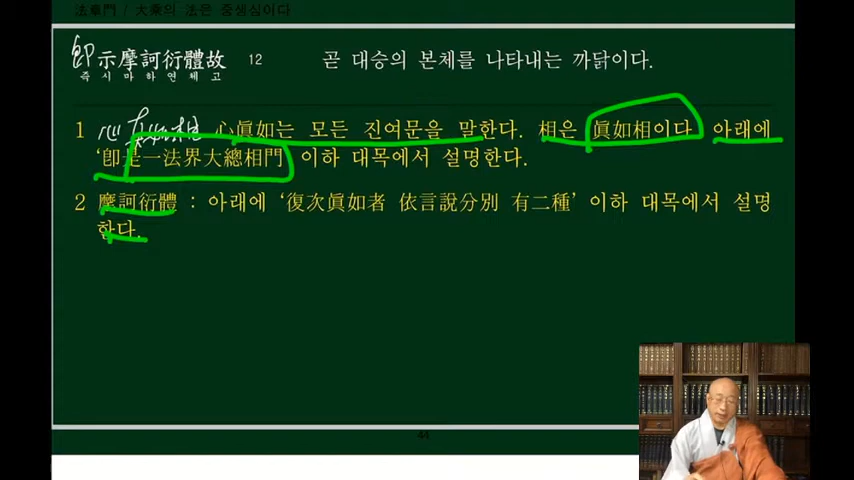 法章門 / 大乘의 法은 중생심이다
卽示摩訶衍體故 12 곧 대승의 본체를 나타내는 까닭이다.
즉시마하연체고
1 心眞如相 心眞如는 모든 진여문을 말한다. 相은 眞如相이다 아래에
‘卽是一法界大總相門 이하 대목에서 설명한다.
2 摩訶衍體 : 아래에 ‘復次眞如者 依言說分別 有二種’ 이하 대목에서 설명
한다.
44